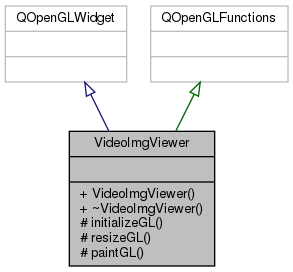 QOpenGLWidget
QOpenGLFunctions
VideoImgViewer
+ VideoImgViewer()
+ ~VideoImgViewer()
# initializeGL()
# resizeGL()
# paintGL()